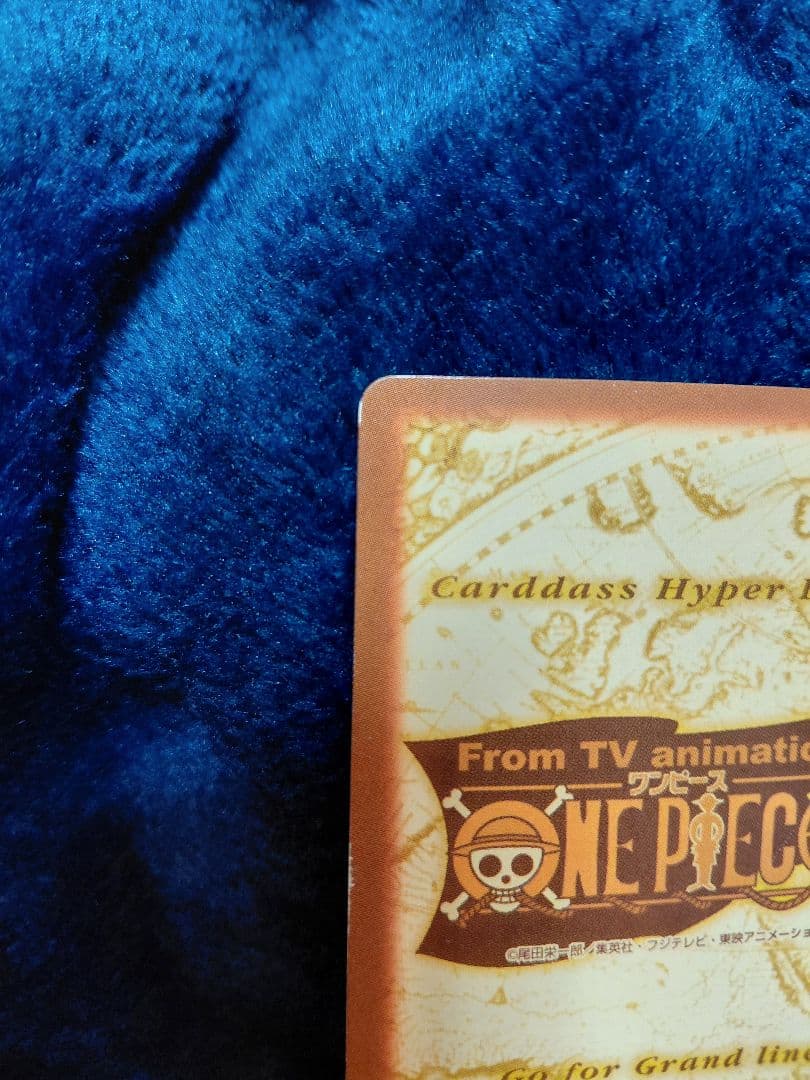 Carddass Hyper
From TV animatio
ワンピース
ONE PIECE
©尾田栄一郎／集英社・フジテレビ・東映アニメーショ
Go for Grand line